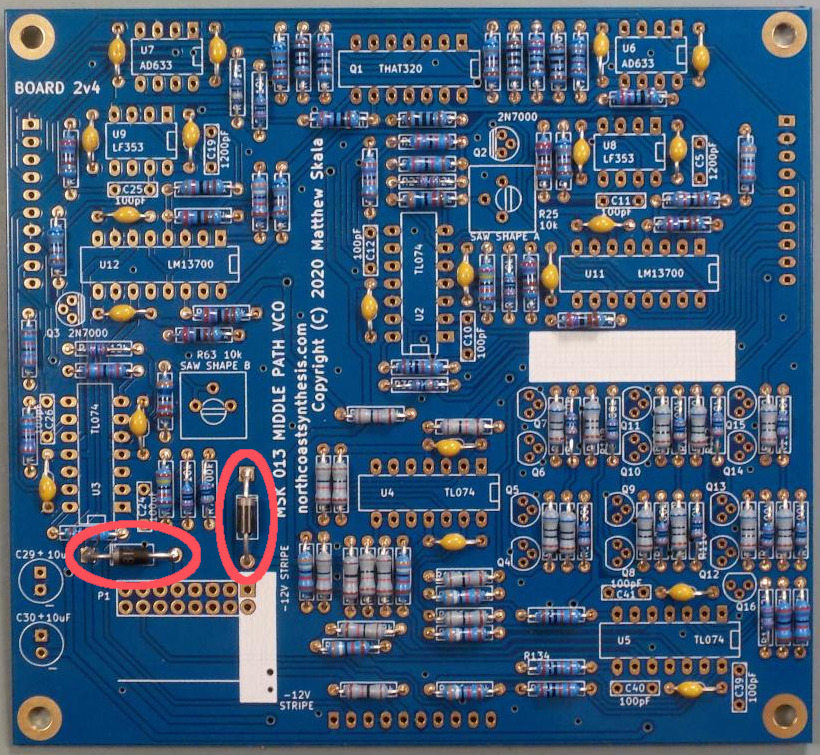 U7
AD633
Q1 THAT320
U6
AD633
BOARD 2v4
2N7000
Q2
U9
LF353
C19
1200pF
U8
LF353
C5
1200pF
C25
100pF
C11
100pF
R25
10k
SAW SHAPE A
100pF
C12
TL074
U2
U12 LM13700
U11 LM13700
Q3 2N7000
C10
100pF
R63 10k
SAW SHAPE B
MSK 013 MIDDLE PATH VCO
northcoastsynthesis.com
Copyright (C) 2020 Matthew Skala
C26
TL074
U3
Q7
Q11
Q15
Q6
Q10
Q14
U4 TL074
Q5
Q9
Q13
Q4
Q8
Q12
C29+10u
P1
C30+10uF
-12V STRIPE
100pF
C41
Q16
U5 TL074
R134
C40
100pF
C39
100pF
-12V
STRIPE